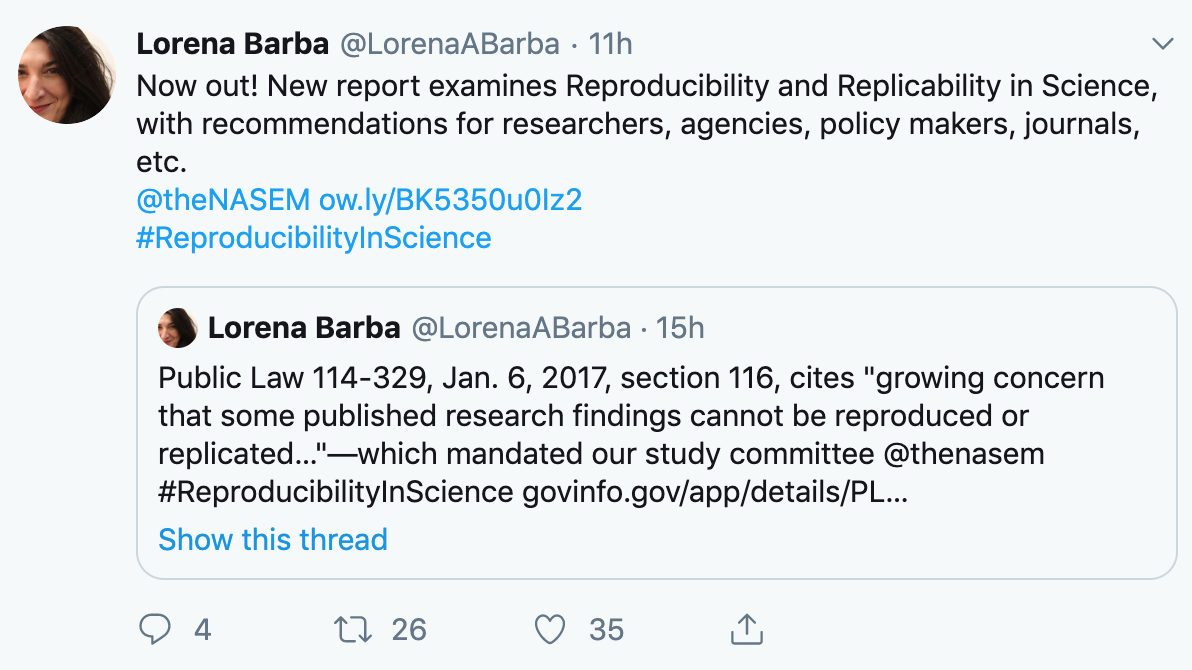 Lorena Barba @LorenaABarba · 11h
Now out! New report examines Reproducibility and Replicability in Science,
with recommendations for researchers, agencies, policy makers, journals,
etc.
@theNASEM ow.ly/BK5350u0Iz2
#ReproducibilityInScience
Lorena Barba @LorenaABarba · 15h
Public Law 114-329, Jan. 6, 2017, section 116, cites "growing concern
that some published research findings cannot be reproduced or
replicated..."—which mandated our study committee @thenasem
#ReproducibilityInScience govinfo.gov/app/details/PL...
Show this thread
4 26 35